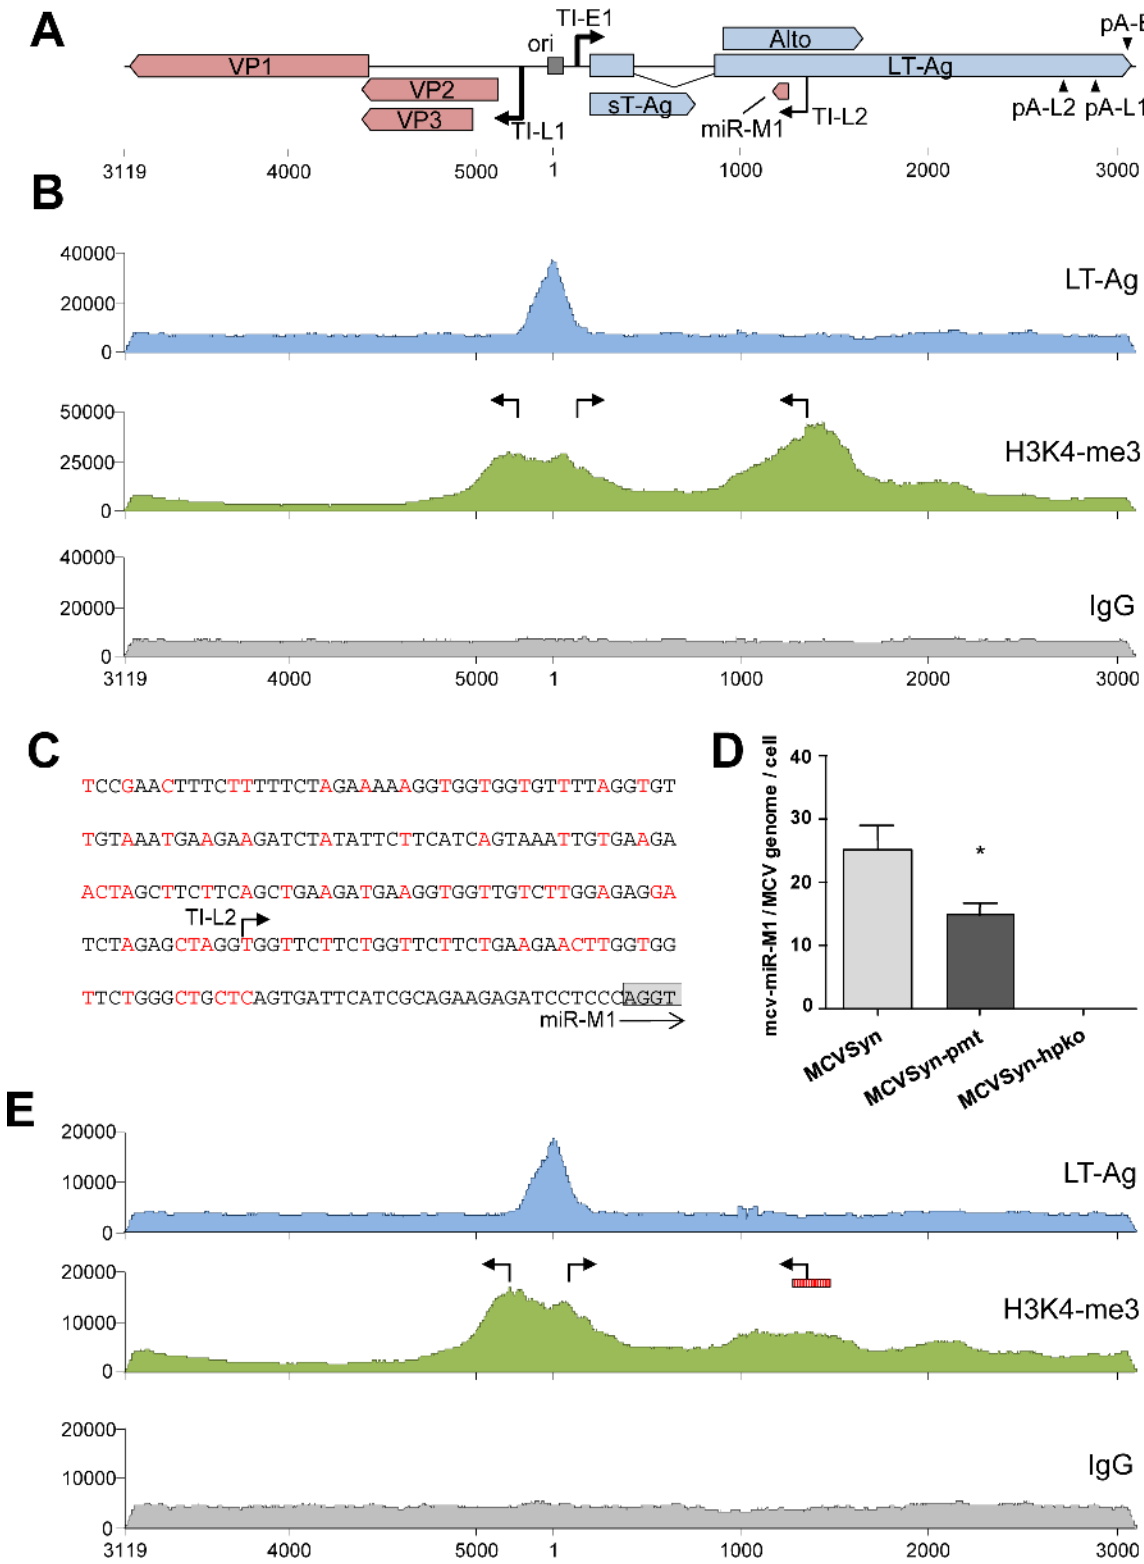 A
TI-E1
pA-E
ori
Alto
VP1
LT-Ag
VP2
sT-Ag
VP3
TI-L1
miR-M1
TI-L2
pA-L2
pA-L1
3119
4000
5000
1
1000
2000
3000
B
40000
20000
0
LT-Ag
50000
25000
0
H3K4-me3
40000
20000
0
IgG
3119
4000
5000
1
1000
2000
3000
C
TCCGAACTTTCTTTTTCTAGAAAAAGGTGGTGGTGTTTTAGGTGT
TGTAAATGAAGAAGATCTATATTCTTCATCAGTAAATTGTGAAGA
ACTAGCTTCTTCAGCTGAAGATGAAGGTGGTTGTCTTGGAGAGGA
TI-L2
TCTAGAGCTAGGTGGTTCTTCTGGTTCTTCTGAAGAACTTGGTGG
TTCTGGGCTGCTCAGTGATTCATCGCAGAAGAGATCCTCCCAGGT
miR-M1
D
mcv-miR-M1 / MCV genome / cell
40
30
20
10
0
*
MCVSyn
MCVSyn-pmt
MCVSyn-hpko
E
20000
10000
0
LT-Ag
20000
10000
0
H3K4-me3
20000
10000
0
IgG
3119
4000
5000
1
1000
2000
3000